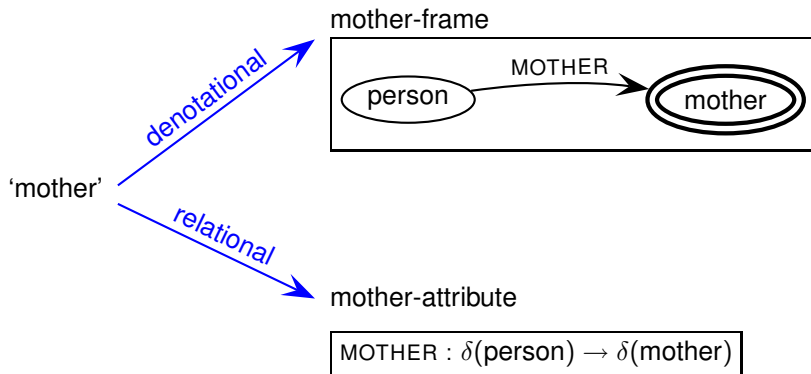 mother-frame
MOTHER
person
mother
denotational
‘mother’
relational
mother-attribute
MOTHER : δ(person) → δ(mother)